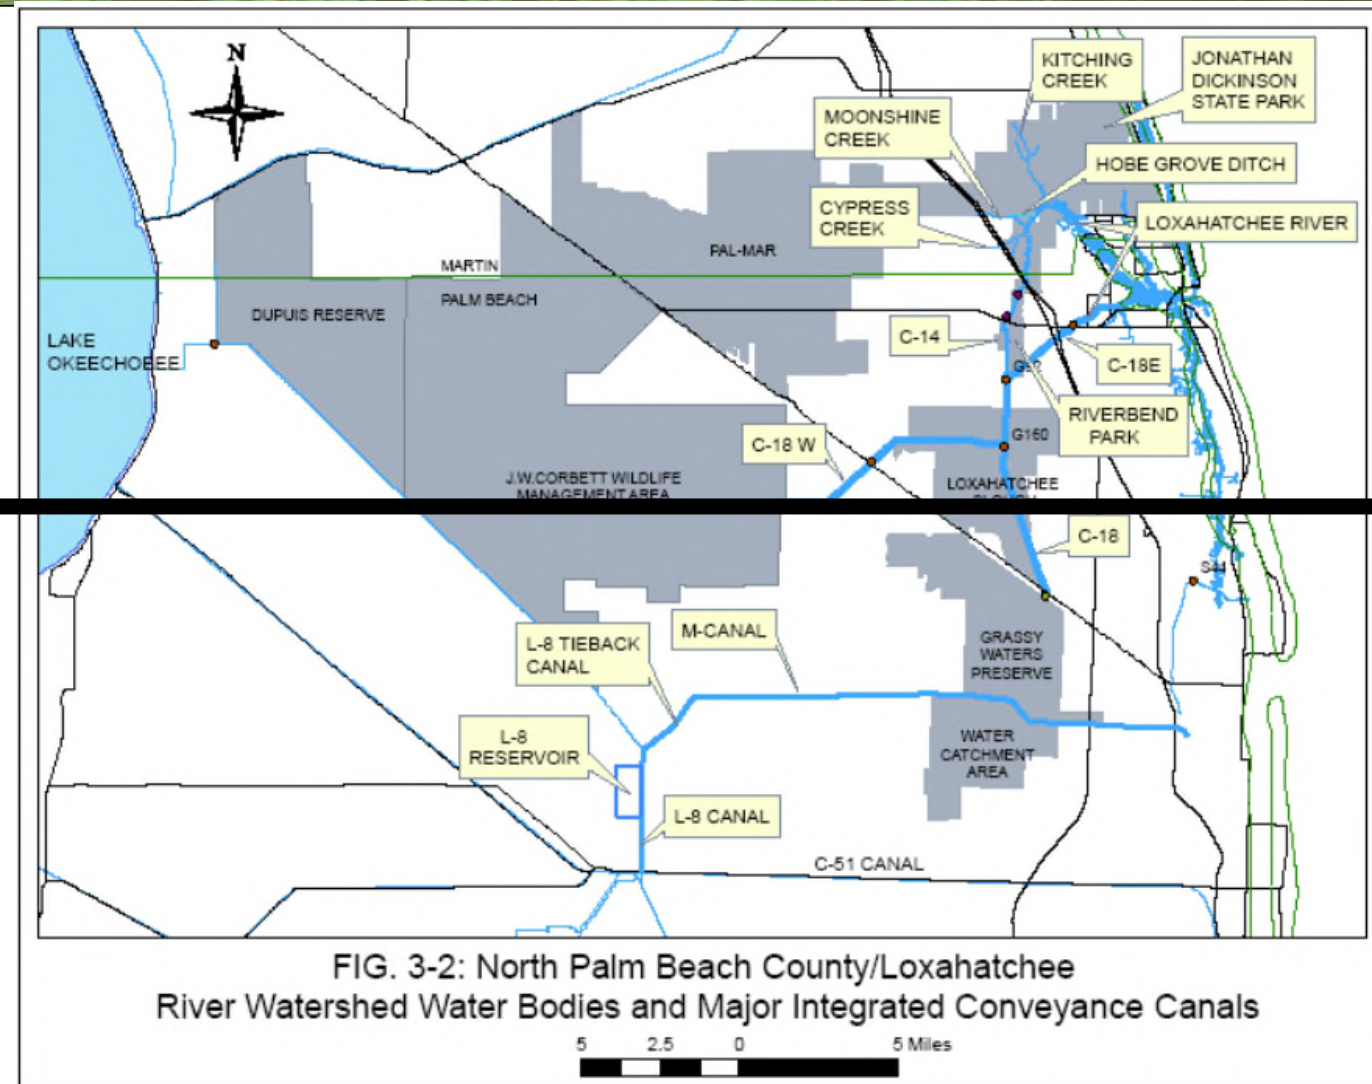 N
KITCHING
CREEK
JONATHAN
DICKINSON
STATE PARK
MOONSHINE
CREEK
HOBE GROVE DITCH
CYPRESS
CREEK
LOXAHATCHEE RIVER
PAL-MAR
MARTIN
PALM BEACH
DUPUIS RESERVE
LAKE
OKEECHOBEE
C-14
C-18E
RIVERBEND
PARK
G160
C-18 W
J.W.CORBETT WILDLIFE
MANAGEMENT AREA
LOXAHATCHEE
C-18
S44
GRASSY
WATERS
PRESERVE
M-CANAL
L-8 TIEBACK
CANAL
L-8
RESERVOIR
WATER
CATCHMENT
AREA
L-8 CANAL
C-51 CANAL
FIG. 3-2: North Palm Beach County/Loxahatchee
River Watershed Water Bodies and Major Integrated Conveyance Canals
5 2.5 0 5 Miles